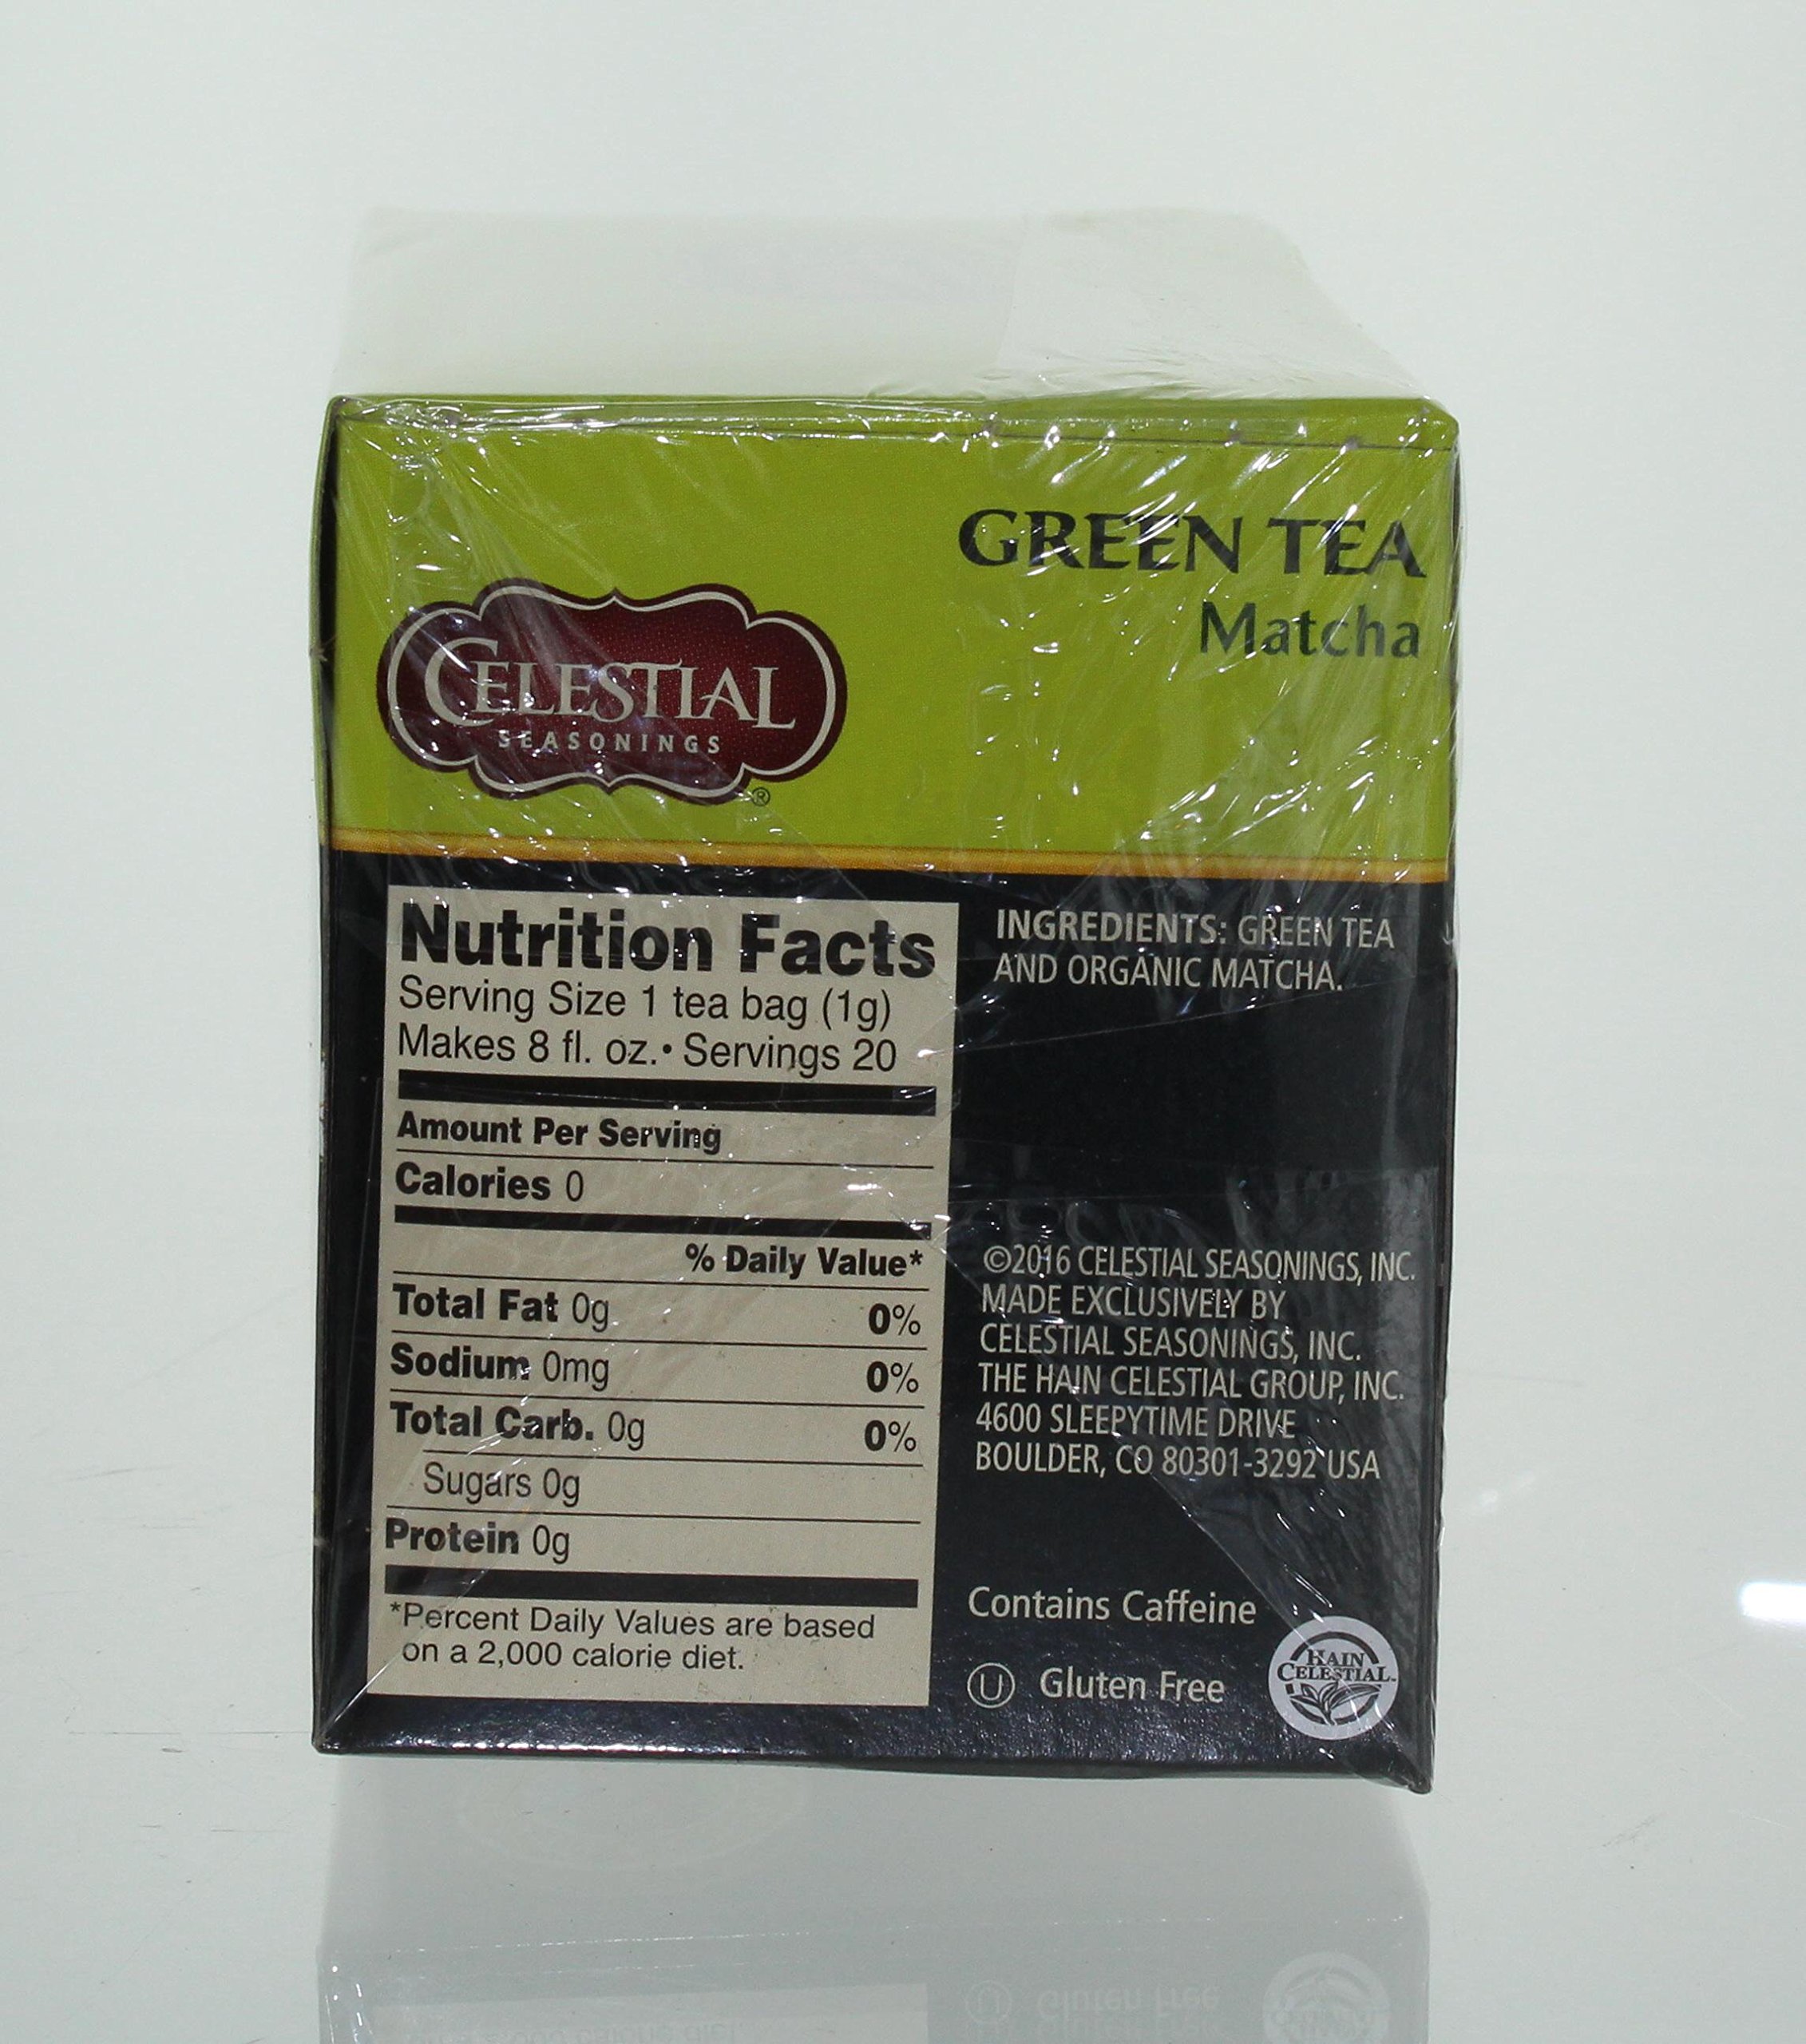 GREEN TEA
Matcha
CELESTIAL
SEASONINGS
®
Nutrition Facts
Serving Size 1 tea bag (1g)
Makes 8 fl. oz.• Servings 20
Amount Per Serving
Calories 0
% Daily Value*
Total Fat 0g 0%
Sodium 0mg 0%
Total Carb. 0g 0%
Sugars 0g
Protein 0g
*Percent Daily Values are based
on a 2,000 calorie diet.
INGREDIENTS: GREEN TEA
AND ORGANIC MATCHA.
©2016 CELESTIAL SEASONINGS, INC.
MADE EXCLUSIVELY BY
CELESTIAL SEASONINGS, INC.
THE HAIN CELESTIAL GROUP, INC.
4600 SLEEPYTIME DRIVE
BOULDER, CO 80301-3292 USA
Contains Caffeine
U Gluten Free
HAIN
CELESTIAL™